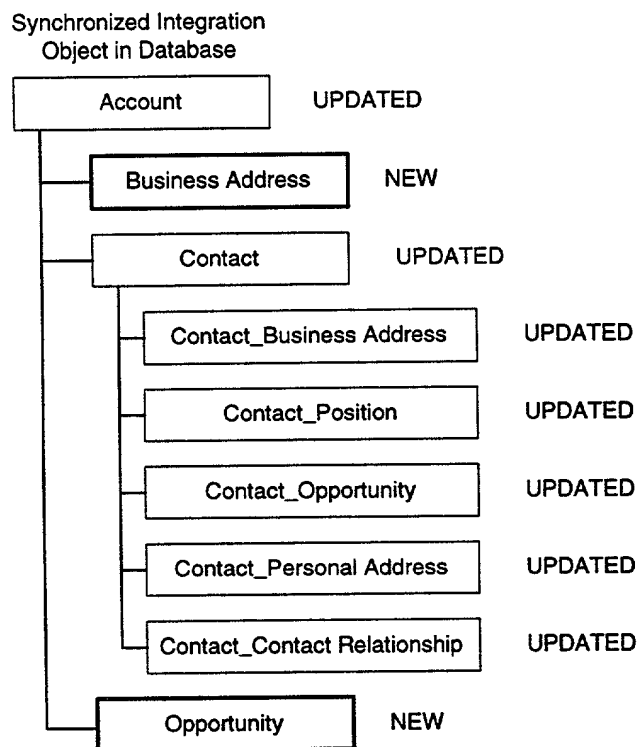 Synchronized Integration
Object in Database
Account UPDATED
Business Address NEW
Contact UPDATED
Contact_Business Address UPDATED
Contact_Position UPDATED
Contact_Opportunity UPDATED
Contact_Personal Address UPDATED
Contact_Contact Relationship UPDATED
Opportunity NEW